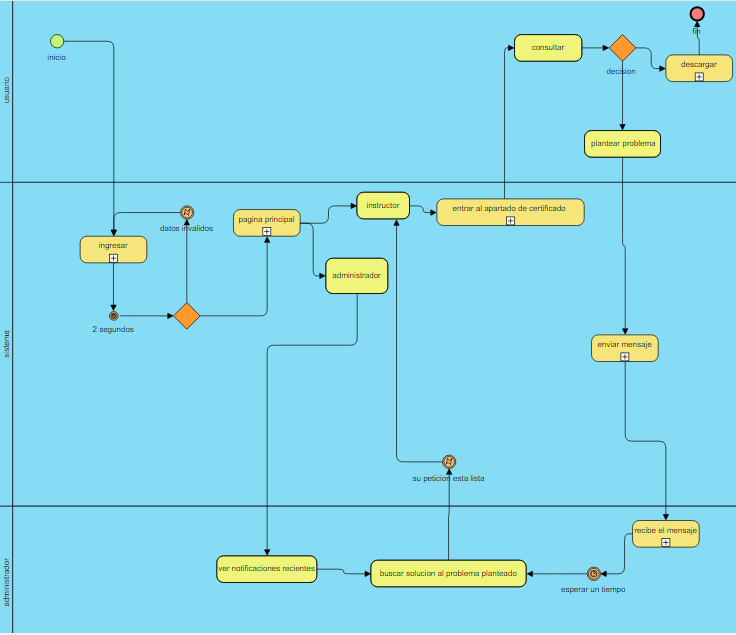 usuario
inicio
consultar
decision
fin
descargar
plantear problema
sistema
datos invalidos
ingresar
2 segundos
pagina principal
instructor
entrar al apartado de certificado
administrador
enviar mensaje
su peticion esta lista
administrador
recibe el mensaje
ver notificaciones recientes
buscar solucion al problema planteado
esperar un tiempo